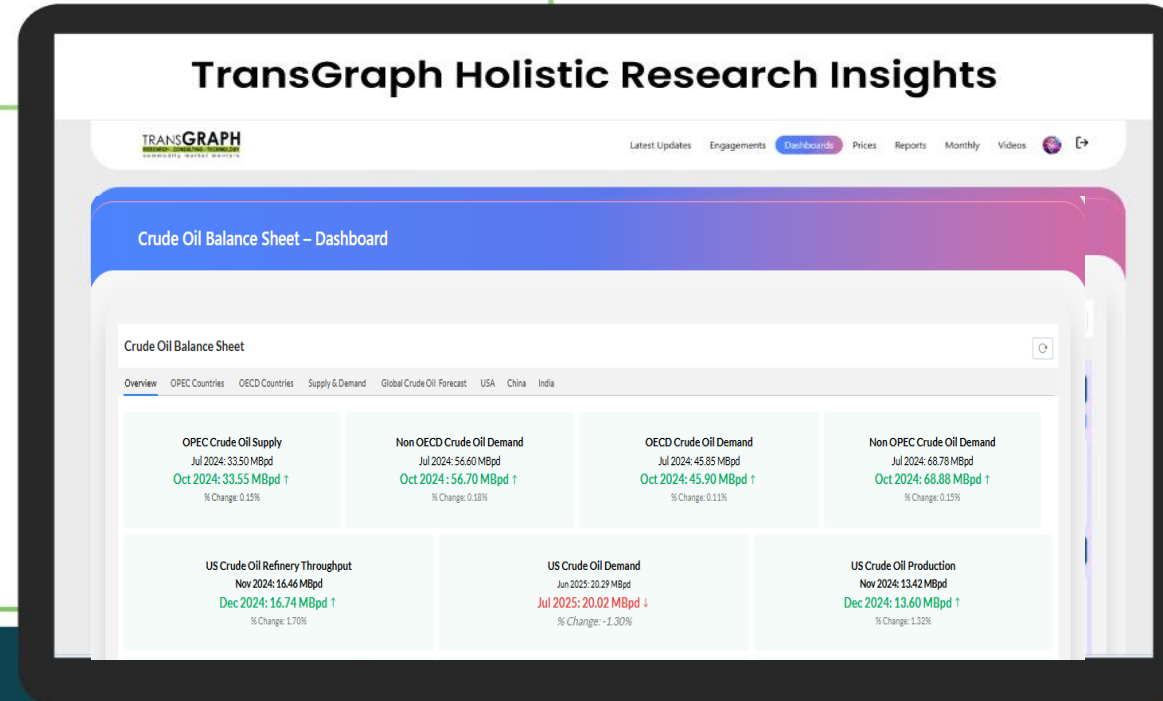 TransGraph Holistic Research Insights
TRANSGRAPH
RESEARCH - CONSULTING - TECHNOLOGY
commodity market mentors
Latest Updates Engagements Dashboards Prices Reports Monthly Videos
Crude Oil Balance Sheet – Dashboard
Crude Oil Balance Sheet
Overview OPEC Countries OECD Countries Supply & Demand Global Crude Oil Forecast USA China India
OPEC Crude Oil Supply
Jul 2024: 33.50 MBpd
Oct 2024: 33.55 MBpd ↑
% Change: 0.15%
Non OECD Crude Oil Demand
Jul 2024: 56.60 MBpd
Oct 2024 : 56.70 MBpd ↑
% Change: 0.18%
OECD Crude Oil Demand
Jul 2024: 45.85 MBpd
Oct 2024: 45.90 MBpd ↑
% Change: 0.11%
Non OPEC Crude Oil Demand
Jul 2024: 68.78 MBpd
Oct 2024: 68.88 MBpd ↑
% Change: 0.15%
US Crude Oil Refinery Throughput
Nov 2024: 16.46 MBpd
Dec 2024: 16.74 MBpd ↑
% Change: 1.70%
US Crude Oil Demand
Jun 2025: 20.29 MBpd
Jul 2025: 20.02 MBpd ↓
% Change: -1.30%
US Crude Oil Production
Nov 2024: 13.42 MBpd
Dec 2024: 13.60 MBpd ↑
% Change: 1.32%